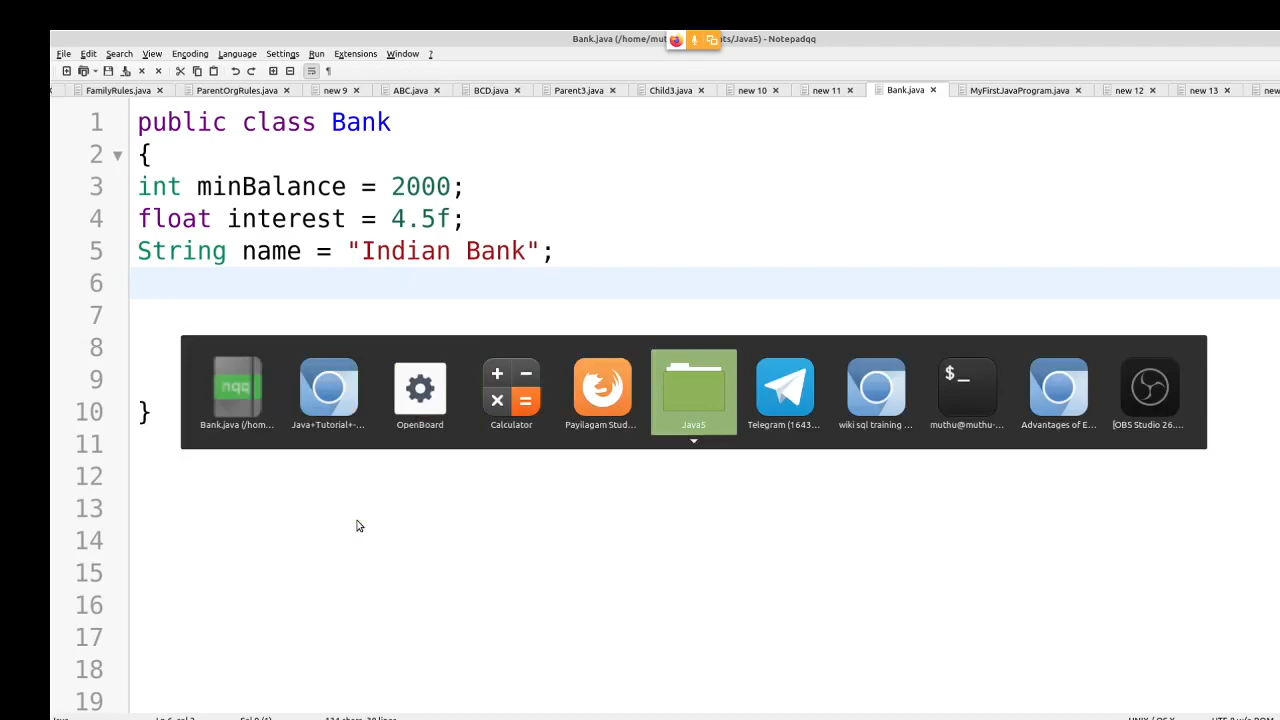 Bank.java (/home/mut ts/Java5) - Notepadqq
File Edit Search View Encoding Language Settings Run Extensions Window ?
FamilyRules.java ParentOrgRules.java new 9 ABC.java BCD.java Parent3.java Child3.java new 10 new 11 Bank.java MyFirstJavaProgram.java new 12 new 13 new
1 public class Bank
2 {
3 int minBalance = 2000;
4 float interest = 4.5f;
5 String name = "Indian Bank";
6
7
8
9
10 }
11
12
13
14
15
16
17
18
19
nqq
$_
Bank.java (/hom... Java+Tutorial+-... OpenBoard Calculator Payilagam Stud... Java5 Telegram (1643... wiki sql training ... muthu@muthu-... Advantages of E... [OBS Studio 26....